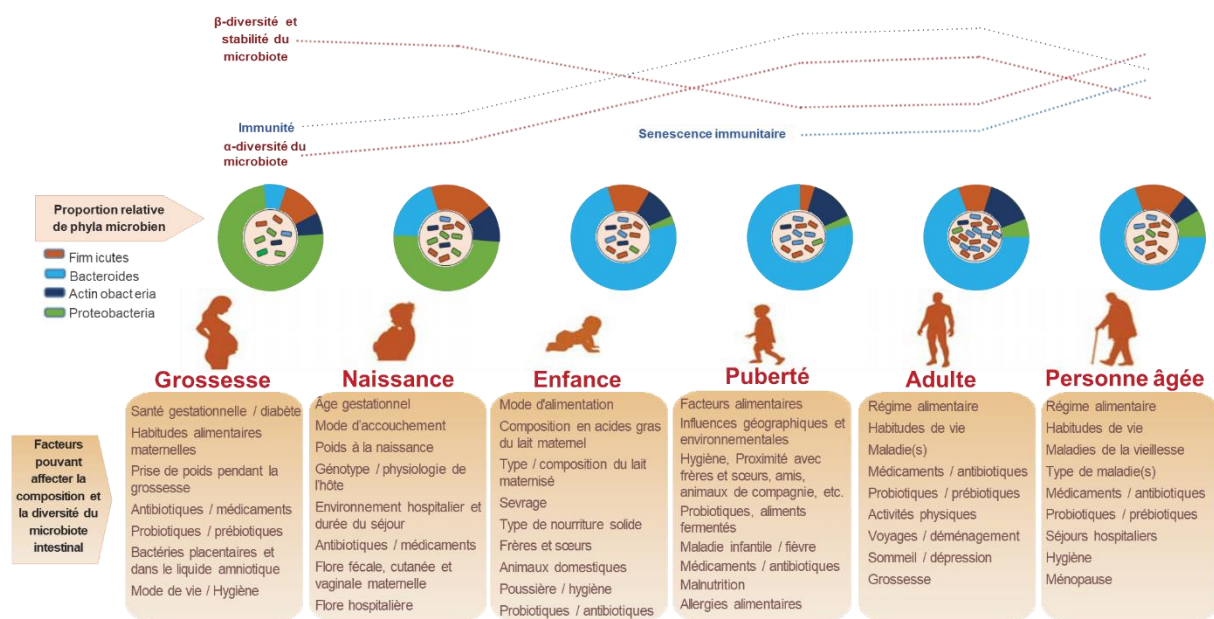 β-diversité et
stabilité du
microbiote
Immunité
α-diversité du
microbiote
Senescence immunitaire
Proportion relative
de phyla microbien
Firm icutes
Bacteroides
Actin obacteria
Proteobacteria
Grossesse
Naissance
Enfance
Puberté
Adulte
Personne âgée
Facteurs
pouvant
affecter la
composition et
la diversité du
microbiote
intestinal
Santé gestationnelle / diabète
Habitudes alimentaires
maternelles
Prise de poids pendant la
grossesse
Antibiotiques / médicaments
Probiotiques / prébiotiques
Bactéries placentaires et
dans le liquide amniotique
Mode de vie / Hygiène
Âge gestationnel
Mode d'accouchement
Poids à la naissance
Génotype / physiologie de
l'hôte
Environnement hospitalier et
durée du séjour
Antibiotiques / médicaments
Flore fécale, cutanée et
vaginale maternelle
Flore hospitalière
Mode d'alimentation
Composition en acides gras
du lait maternel
Type / composition du lait
maternisé
Sevrage
Type de nourriture solide
Frères et sœurs
Animaux domestiques
Poussière / hygiène
Probiotiques / antibiotiques
Facteurs alimentaires
Influences géographiques et
environnementales
Hygiène, Proximité avec
frères et sœurs, amis,
animaux de compagnie, etc.
Probiotiques, aliments
fermentés
Maladie infantile / fièvre
Médicaments / antibiotiques
Malnutrition
Allergies alimentaires
Régime alimentaire
Habitudes de vie
Maladie(s)
Médicaments / antibiotiques
Probiotiques / prébiotiques
Activités physiques
Voyages / déménagement
Sommeil / dépression
Grossesse
Régime alimentaire
Habitudes de vie
Maladies de la vieillesse
Type de maladie(s)
Médicaments / antibiotiques
Probiotiques / prébiotiques
Séjours hospitaliers
Hygiène
Ménopause